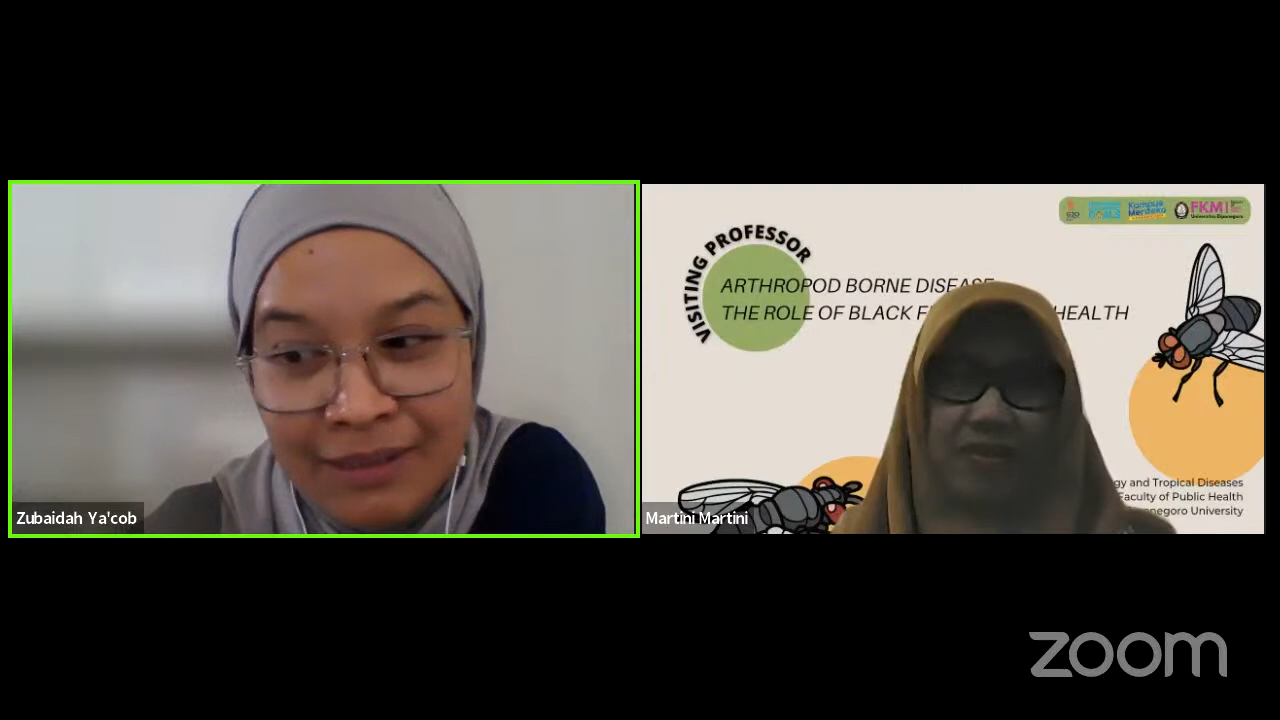 VISITING PROFESSOR
ARTHROPOD BORNE DISEASE
THE ROLE OF BLACK F HEALTH
Kampus
Merdeka
FKM
Universitas Diponegoro
gy and Tropical Diseases
Faculty of Public Health
negoro University
Zubaidah Ya'cob
Martini Martini
zoom